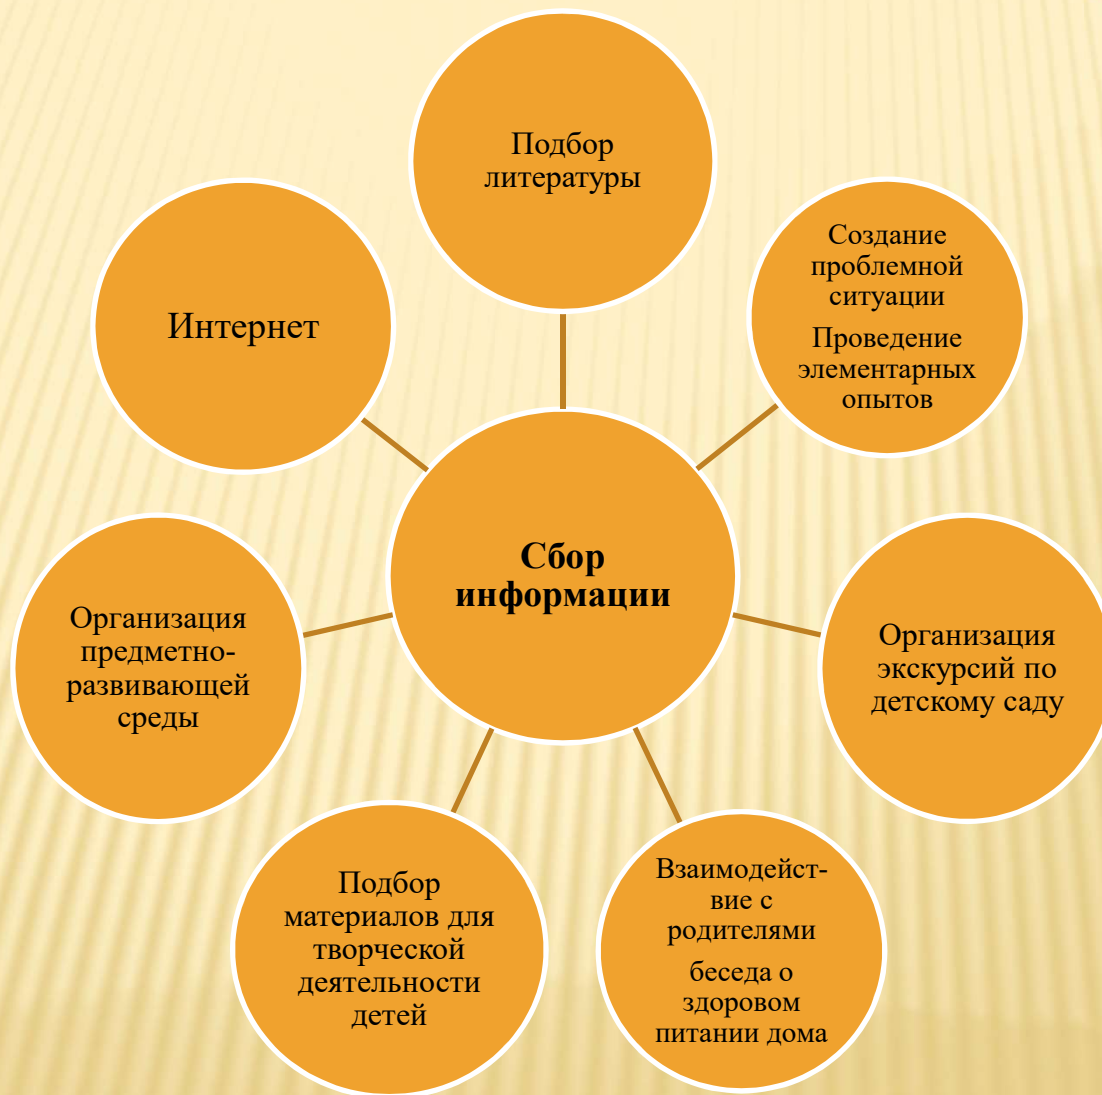 Подбор
литературы
Создание
проблемной
ситуации
Проведение
элементарных
опытов
Интернет
Сбор
информации
Организация
предметно-
развивающей
среды
Организация
экскурсий по
детскому саду
Подбор
материалов для
творческой
деятельности
детей
Взаимодейст-
вие с
родителями
беседа о
здоровом
питании дома